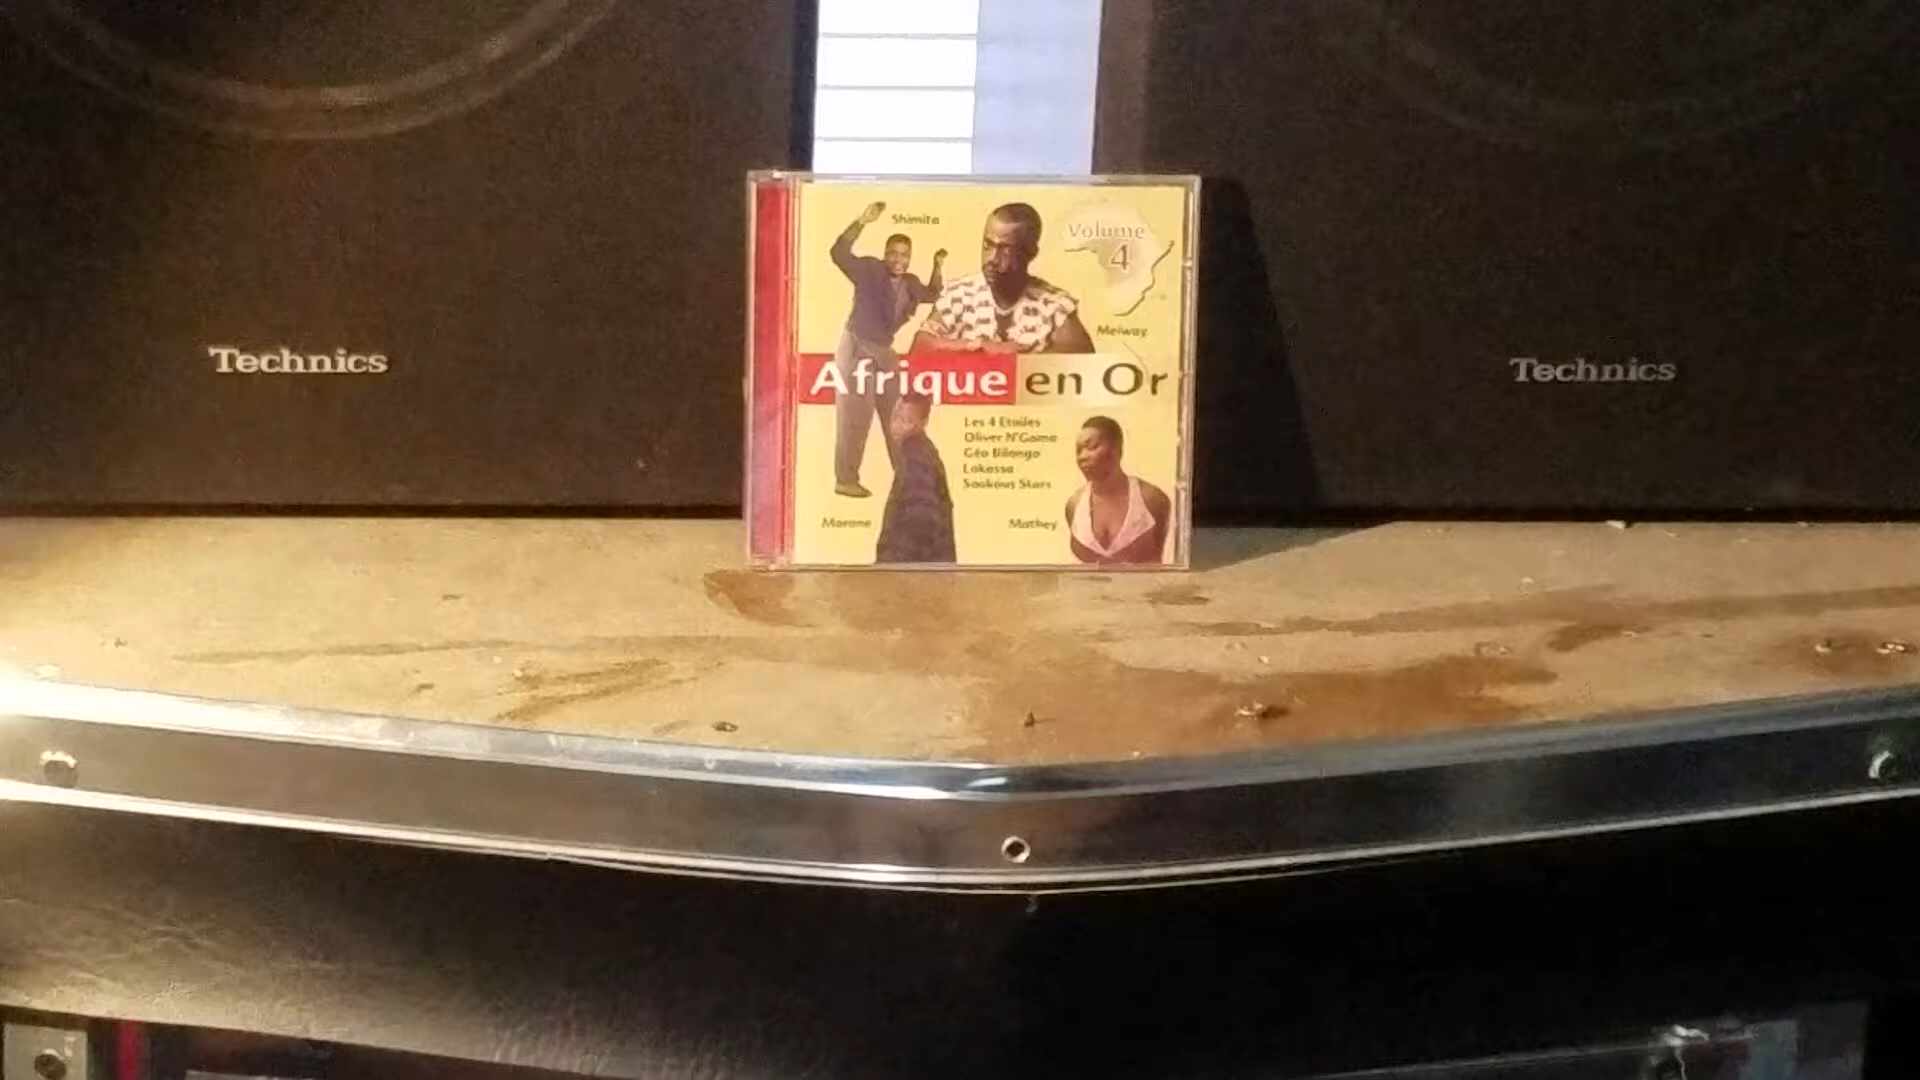 Shimita
Volume
4
Meiway
Technics
Technics
Afrique en Or
Les 4 Etoiles
Oliver N'Goma
Géo Bilongo
Lokassa
Soukous Stars
Morane
Mathey